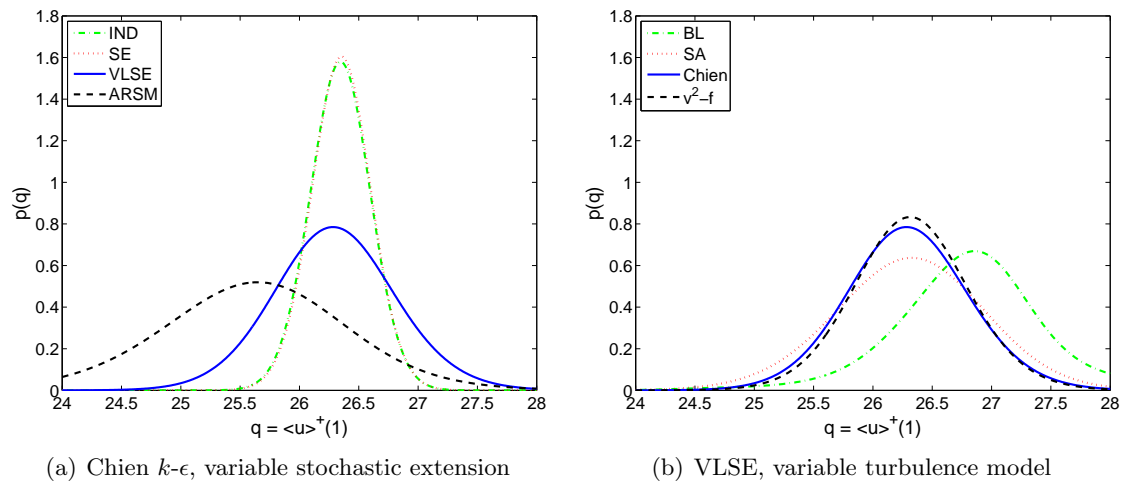 1.8
1.6
1.4
1.2
1
0.8
0.6
0.4
0.2
0
p(q)
IND
SE
VLSE
ARSM
24 24.5 25 25.5 26 26.5 27 27.5 28
q = <u>⁺(1)
(a) Chien k-ϵ, variable stochastic extension
1.8
1.6
1.4
1.2
1
0.8
0.6
0.4
0.2
0
p(q)
BL
SA
Chien
v²−f
24 24.5 25 25.5 26 26.5 27 27.5 28
q = <u>⁺(1)
(b) VLSE, variable turbulence model